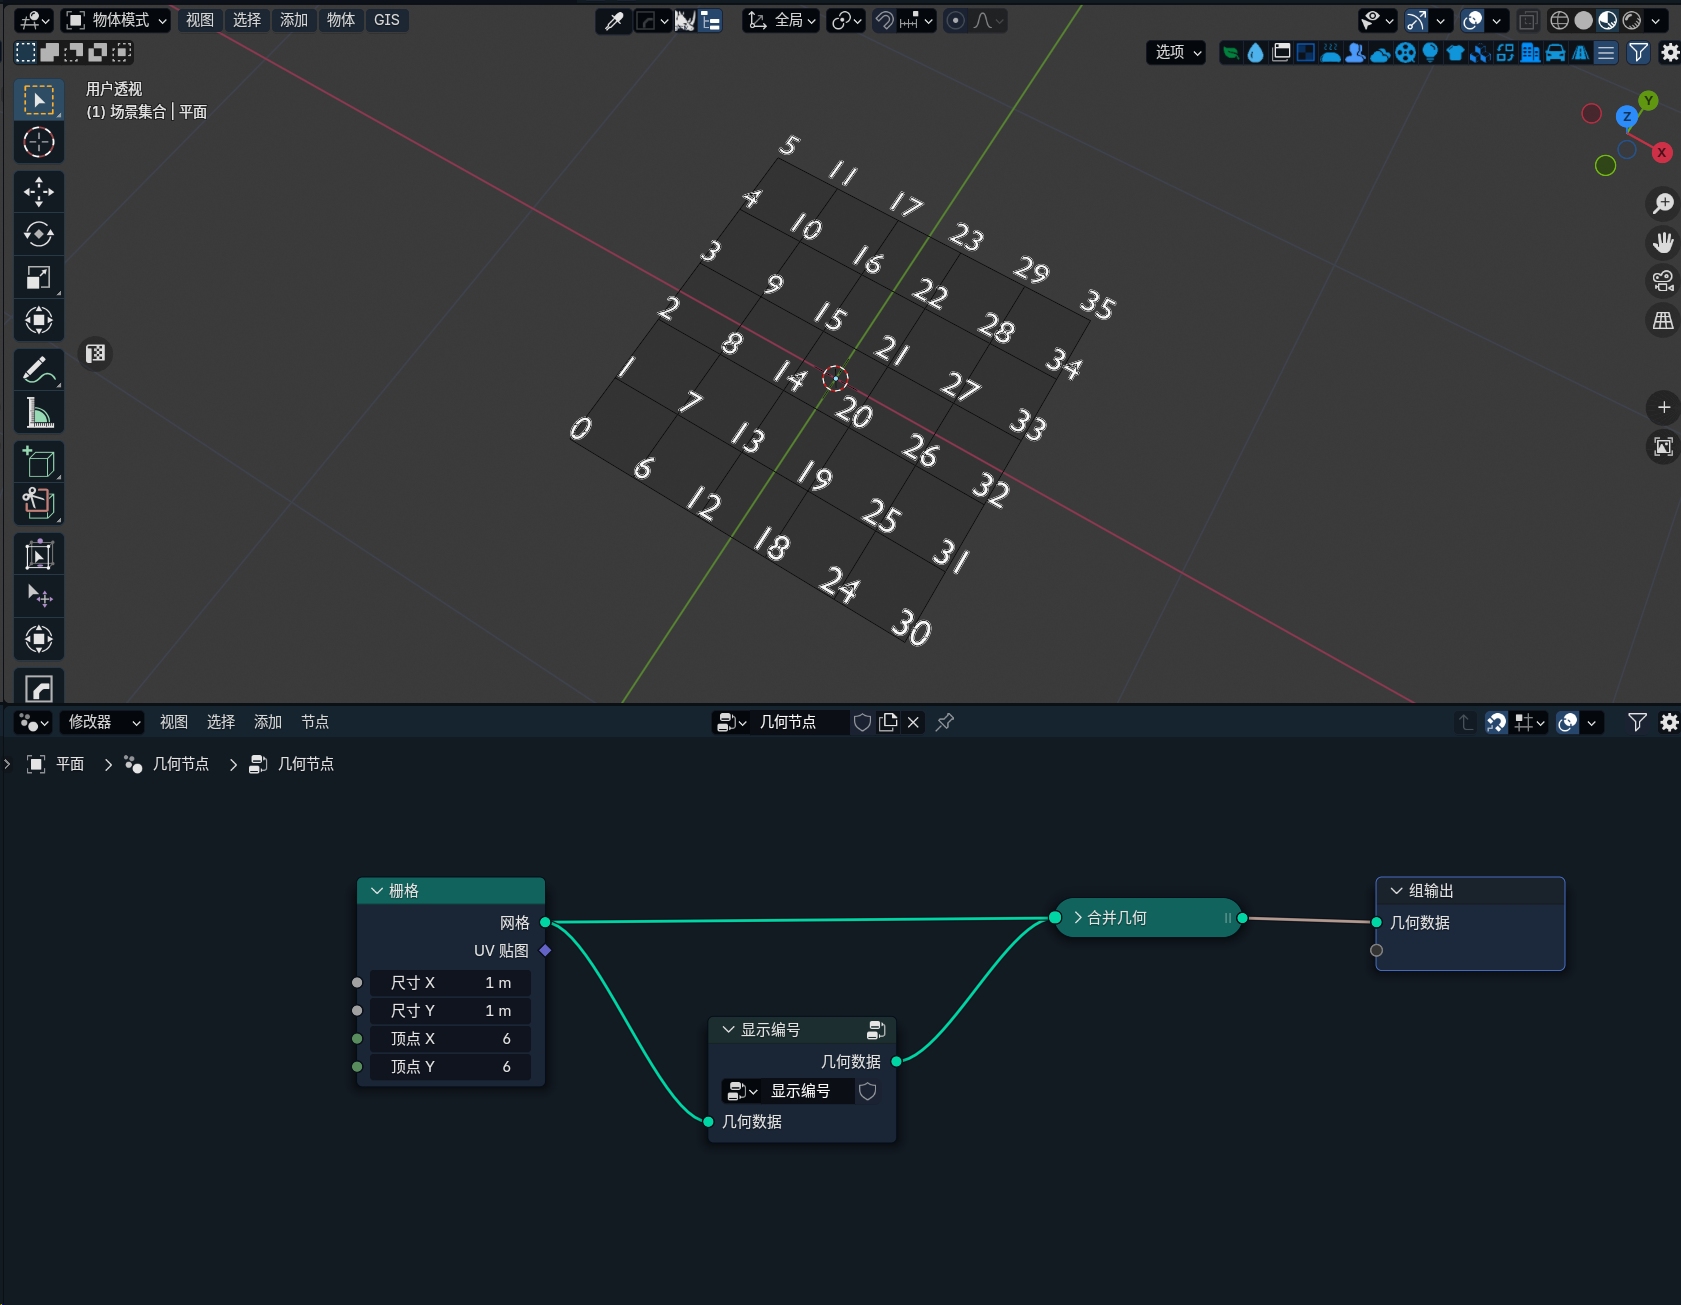 物体模式 视图 选择 添加 物体 GIS 全局
选项
用户透视
(1) 场景集合 | 平面
Y
Z
X
5
11
4
17
10
23
3
16
29
9
22
35
2
15
28
8
21
34
1
14
27
7
20
33
0
13
26
6
19
32
12
25
18
31
24
30
修改器 视图 选择 添加 节点 几何节点
平面 几何节点 几何节点
栅格
网格
UV 贴图
尺寸 X 1 m
尺寸 Y 1 m
顶点 X 6
顶点 Y 6
显示编号
几何数据
显示编号
几何数据
合并几何
组输出
几何数据